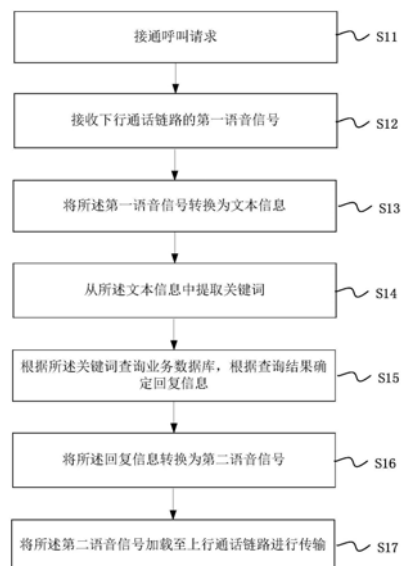 接通呼叫请求
S11
接收下行通话链路的第一语音信号
S12
将所述第一语音信号转换为文本信息
S13
从所述文本信息中提取关键词
S14
根据所述关键词查询业务数据库，根据查询结果确
定回复信息
S15
将所述回复信息转换为第二语音信号
S16
将所述第二语音信号加载至上行通话链路进行传输
S17